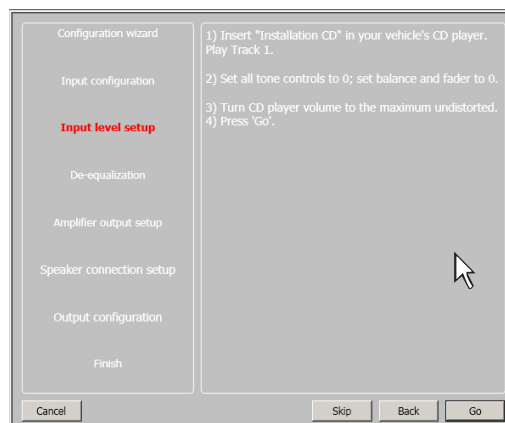 Configuration wizard
Input configuration
Input level setup
De-equalization
Amplifier output setup
Speaker connection setup
Output configuration
Finish
1) Insert "Installation CD" in your vehicle's CD player.
Play Track 1.
2) Set all tone controls to 0; set balance and fader to 0.
3) Turn CD player volume to the maximum undistorted.
4) Press 'Go'.
Cancel
Skip
Back
Go